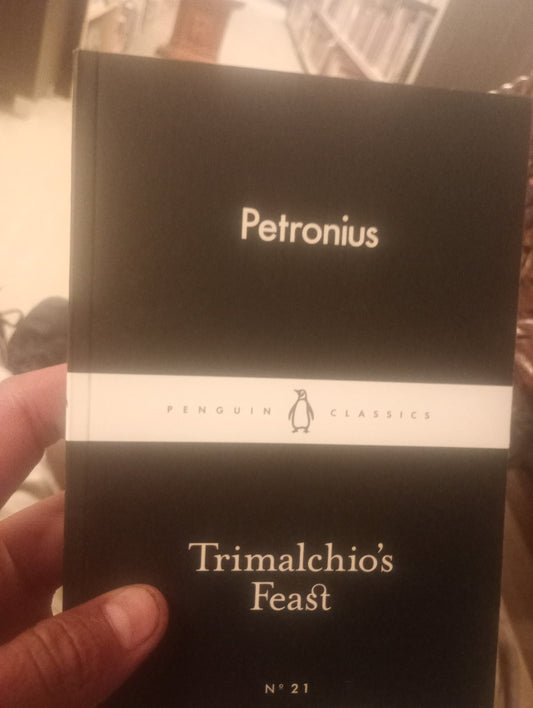 Petronius
PENGUIN CLASSICS
Trimalchio's
Feast
Nº 21